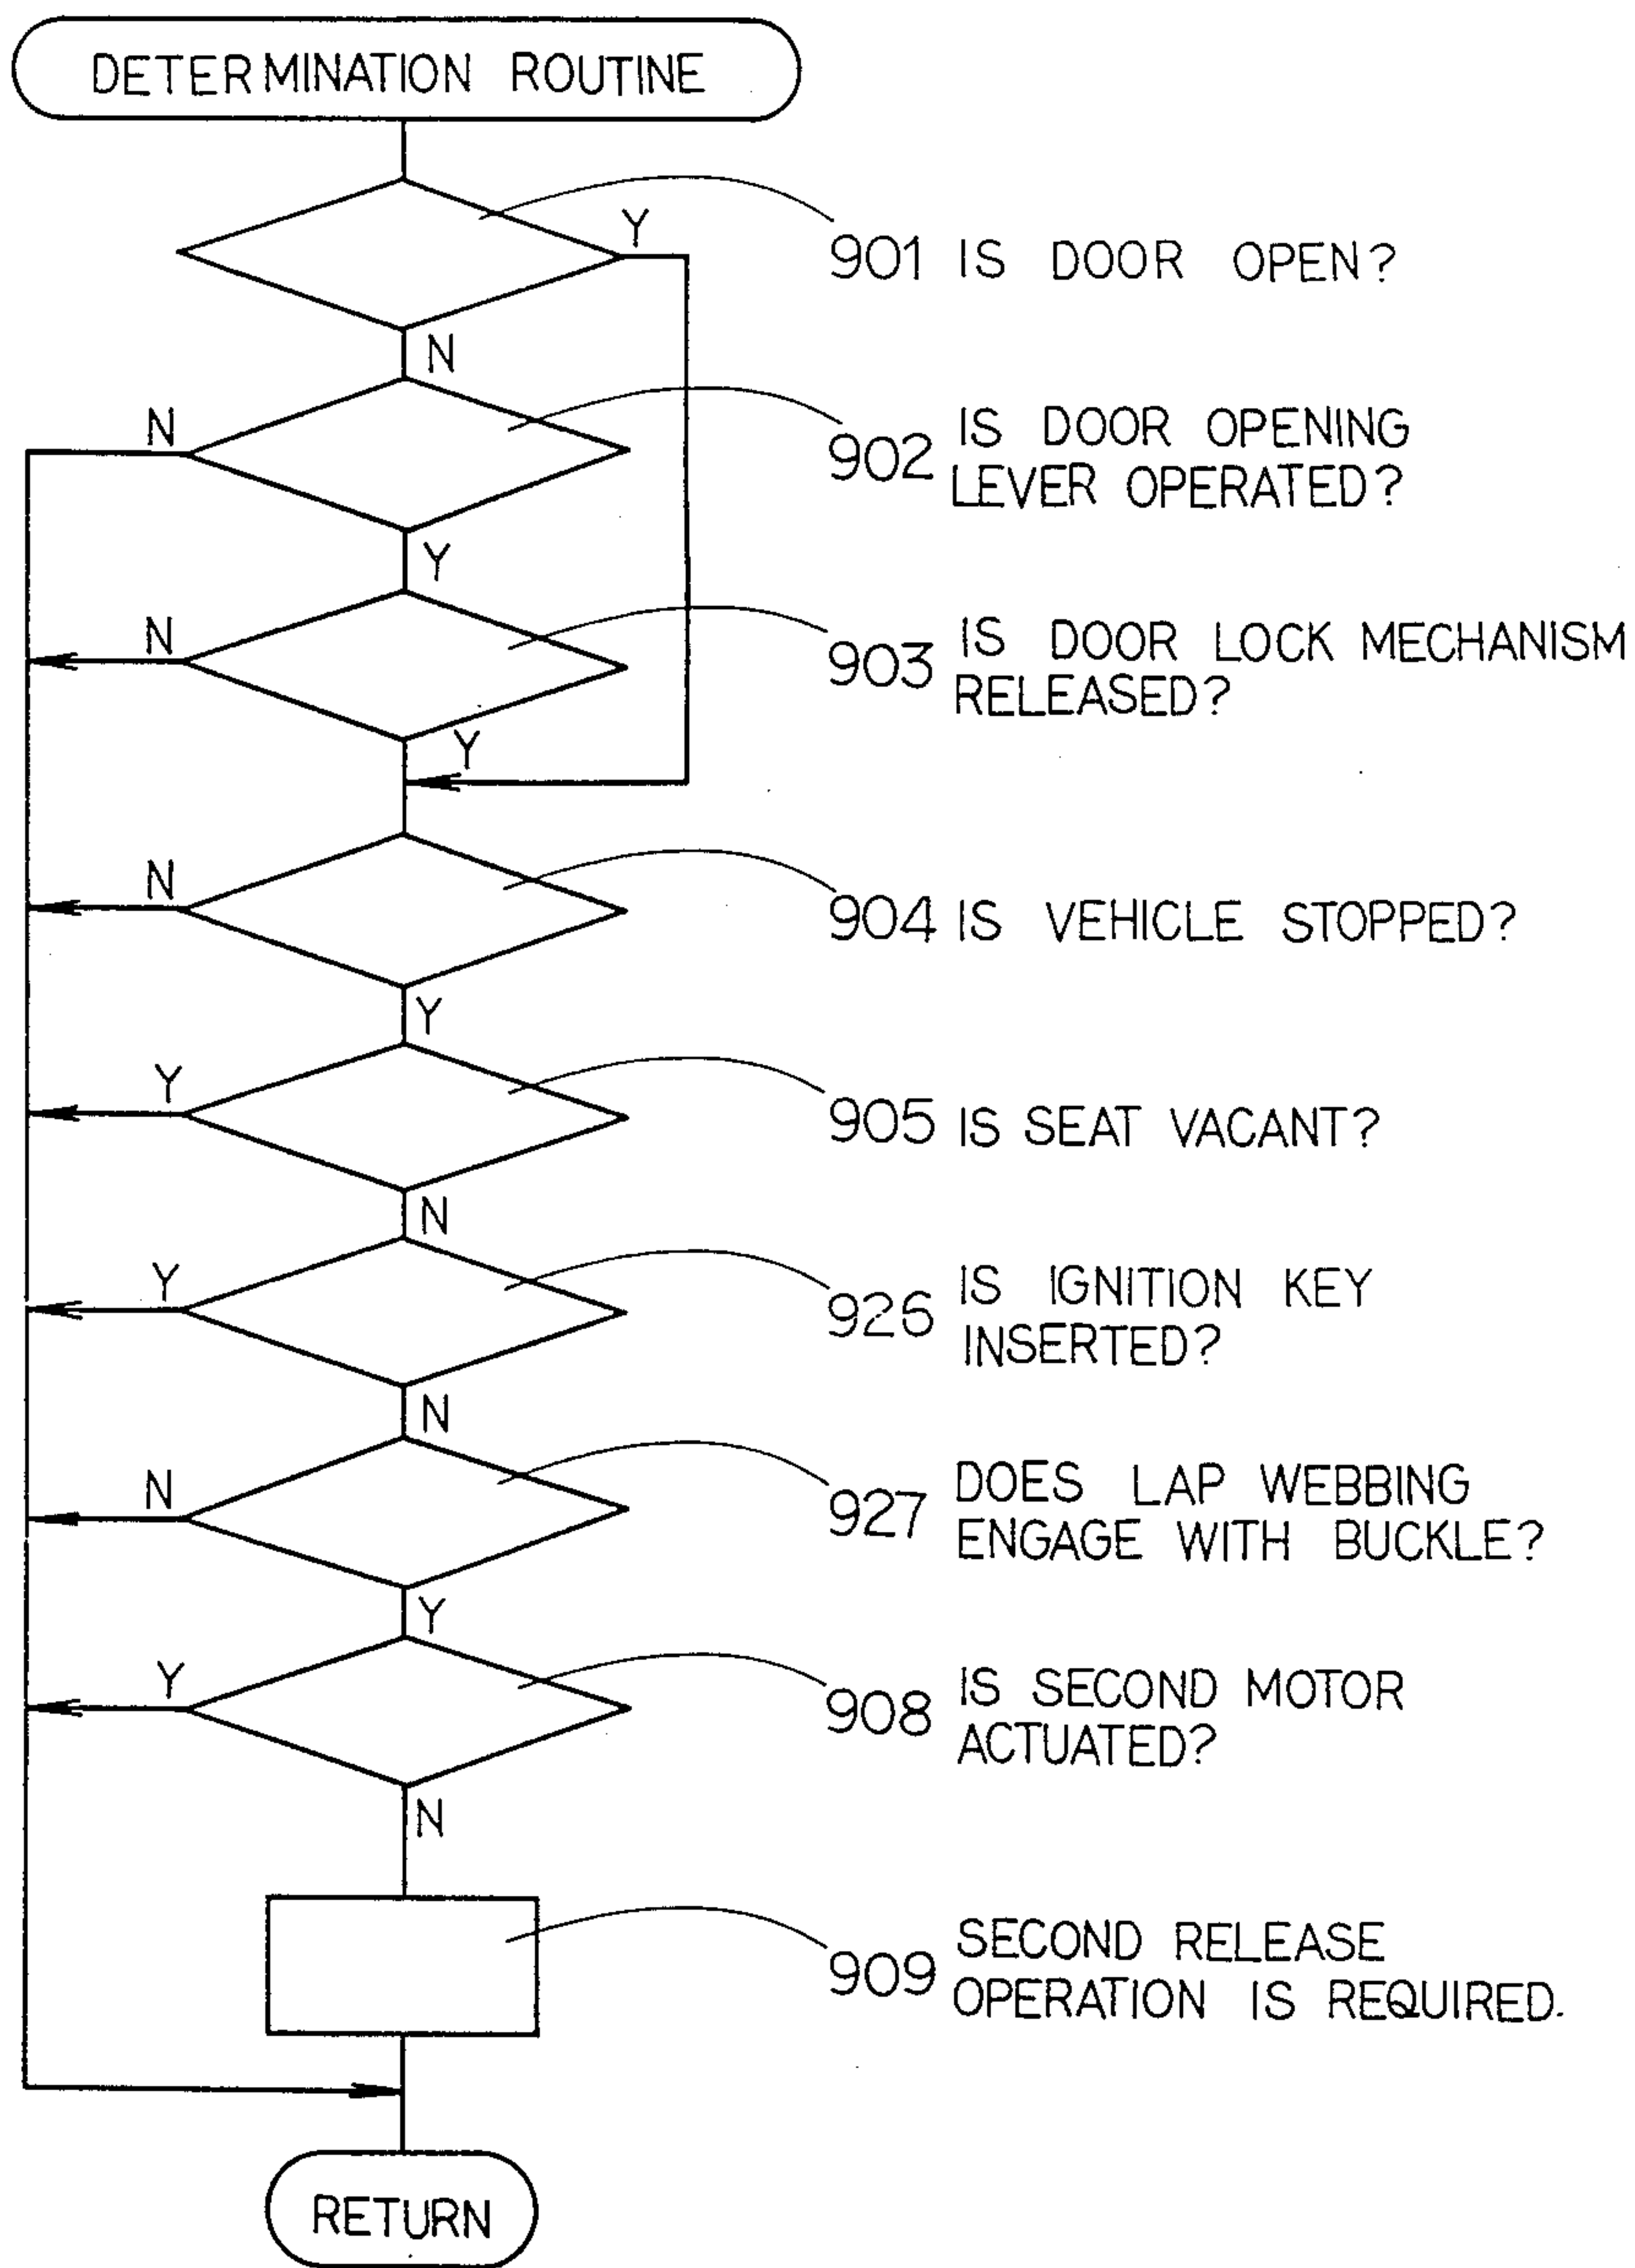 DETERMINATION ROUTINE
Y
901 IS DOOR OPEN?
N
N
902 IS DOOR OPENING
LEVER OPERATED?
Y
N
903 IS DOOR LOCK MECHANISM
RELEASED?
Y
N
904 IS VEHICLE STOPPED?
Y
Y
905 IS SEAT VACANT?
N
Y
926 IS IGNITION KEY
INSERTED?
N
N
927 DOES LAP WEBBING
ENGAGE WITH BUCKLE?
Y
Y
908 IS SECOND MOTOR
ACTUATED?
N
909 SECOND RELEASE
OPERATION IS REQUIRED.
RETURN